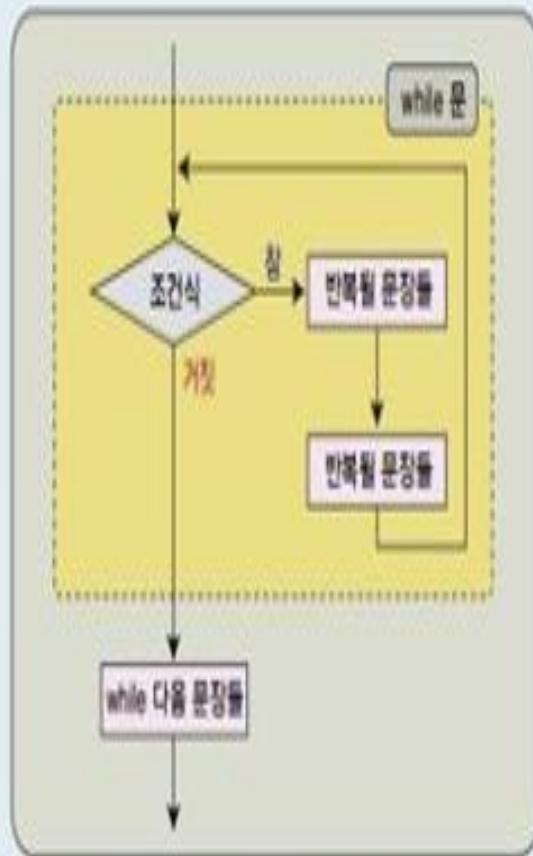 while 문
참
조건식
반복될 문장들
거짓
반복될 문장들
while 다음 문장들